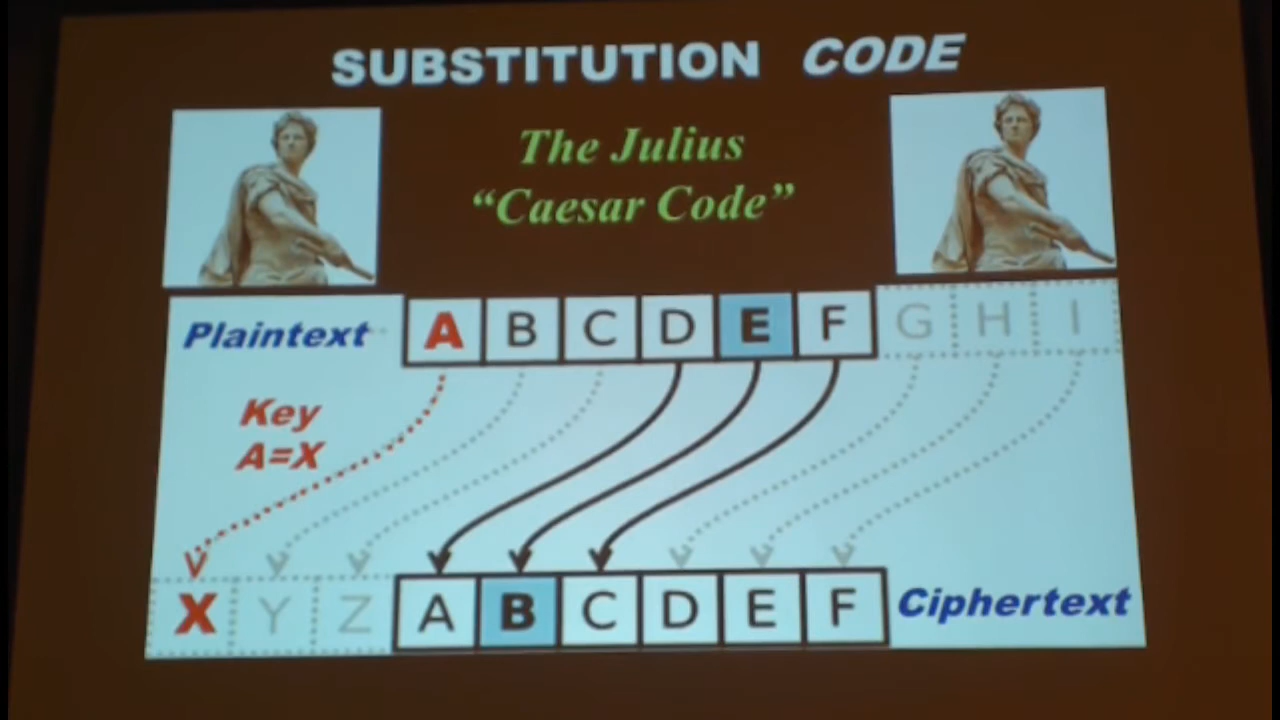 SUBSTITUTION CODE
The Julius
“Caesar Code”
Plaintext A B C D E F G H I
Key
A=X
X Y Z A B C D E F Ciphertext